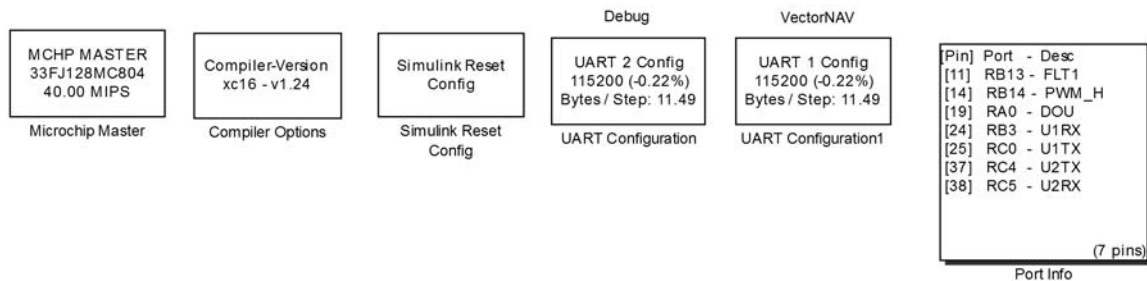 Debug
VectorNAV
MCHP MASTER
33FJ128MC804
40.00 MIPS
Microchip Master
Compiler-Version
xc16 - v1.24
Compiler Options
Simulink Reset
Config
Simulink Reset
Config
UART 2 Config
115200 (-0.22%)
Bytes / Step: 11.49
UART Configuration
UART 1 Config
115200 (-0.22%)
Bytes / Step: 11.49
UART Configuration1
[Pin] Port - Desc
[11] RB13 - FLT1
[14] RB14 - PWM_H
[19] RA0 - DOU
[24] RB3 - U1RX
[25] RC0 - U1TX
[37] RC4 - U2TX
[38] RC5 - U2RX
(7 pins)
Port Info